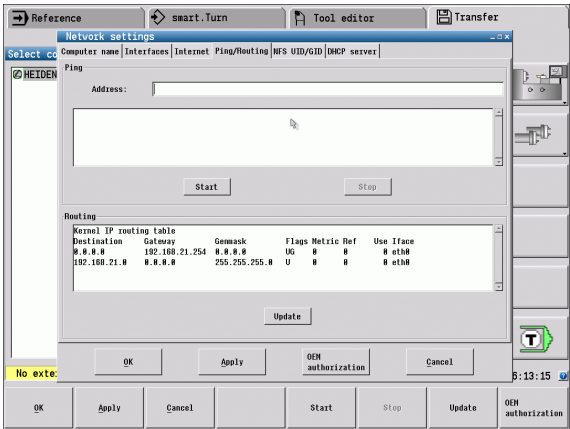 Reference
smart.Turn
Tool editor
Transfer
Network settings
Select co
Computer name Interfaces Internet Ping/Routing NFS UID/GID DHCP server
HEIDEN
Ping
Address:
Start Stop
Routing
Kernel IP routing table
Destination Gateway Genmask Flags Metric Ref Use Iface
0.0.0.0 192.168.21.254 0.0.0.0 UG 0 0 0 eth0
192.168.21.0 0.0.0.0 255.255.255.0 U 0 0 0 eth0
Update
T
OK Apply OEM authorization Cancel
No exte
6:13:15
OK Apply Cancel Start Stop Update OEM authorization